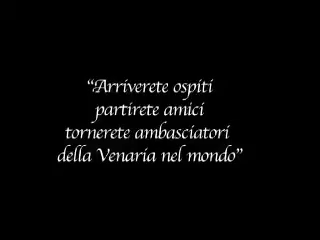 "Arriverete ospiti
partirete amici
tornerete ambasciatori
della Venaria nel mondo"